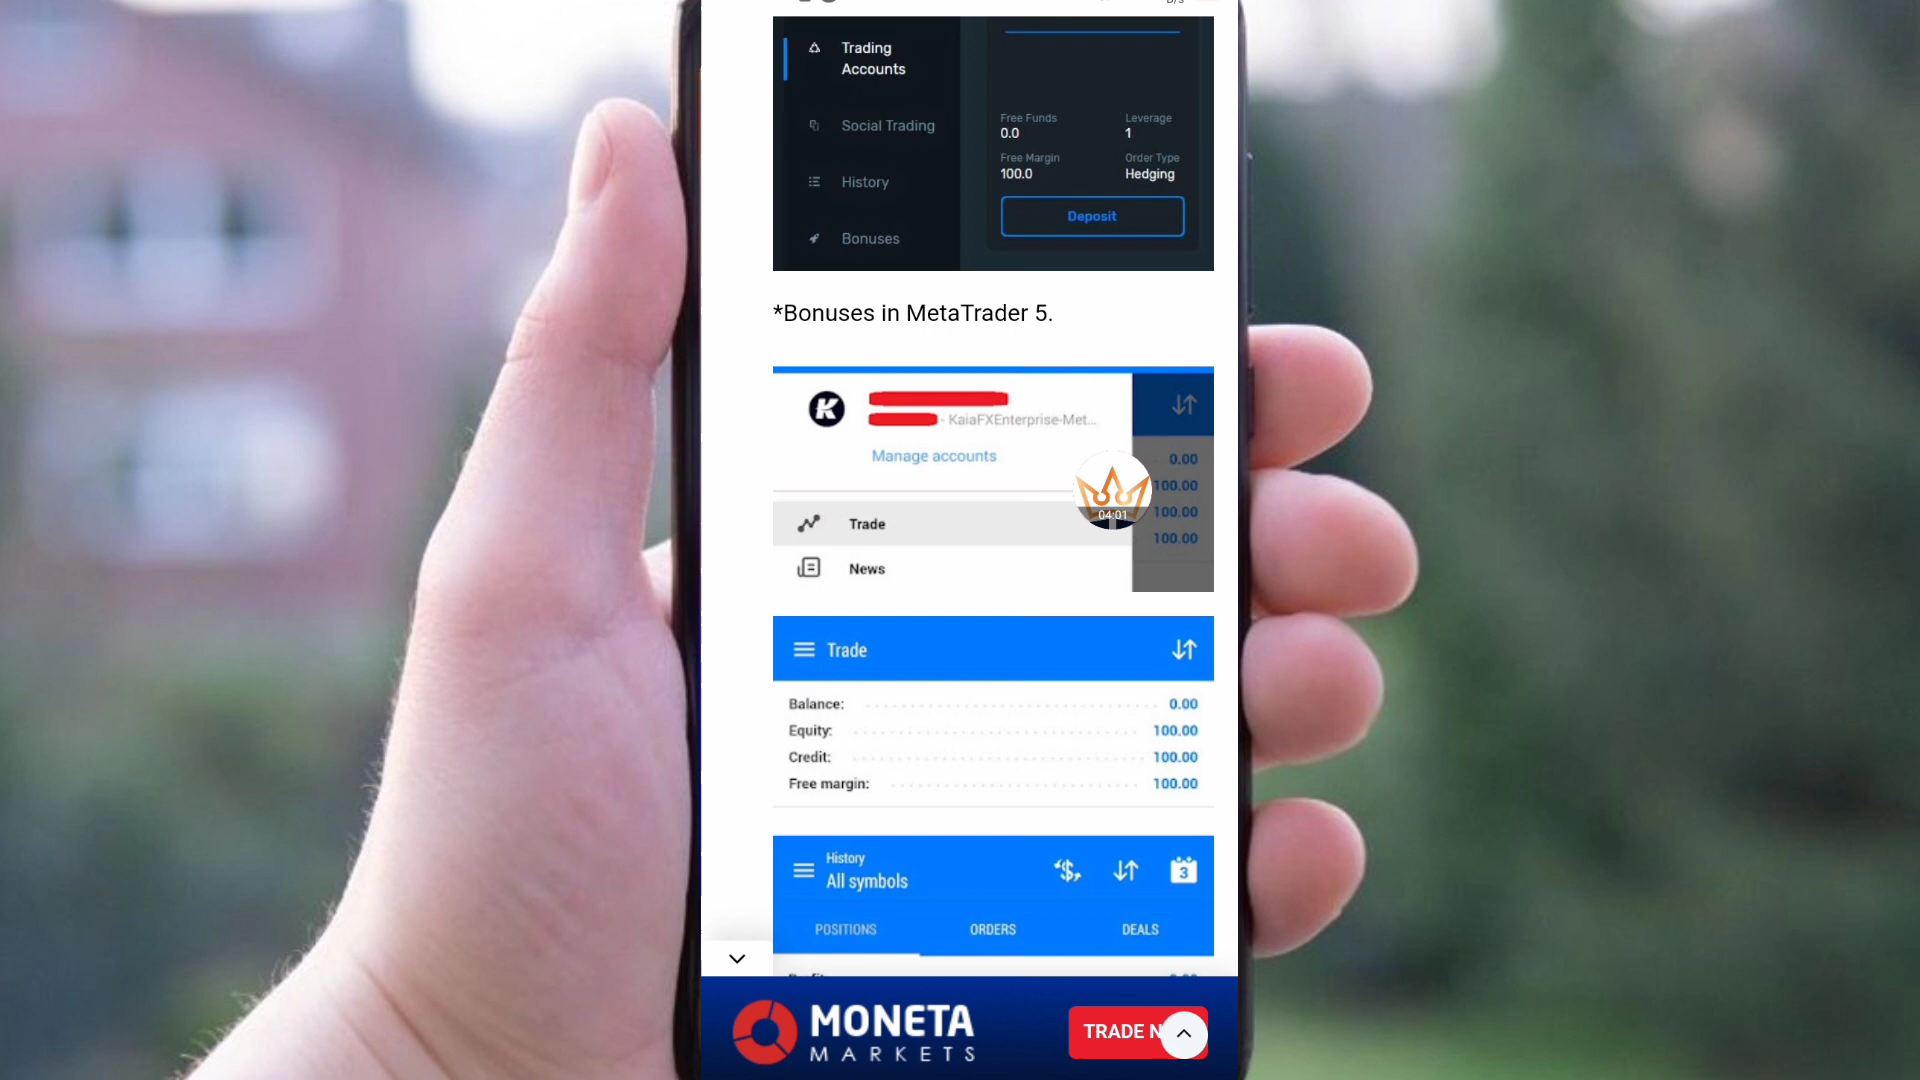 Trading
Accounts
Social Trading
History
Bonuses
Free Funds
0.0
Leverage
1
Free Margin
100.0
Order Type
Hedging
Deposit
*Bonuses in MetaTrader 5.
K
- KaiaFXEnterprise-Met...
Manage accounts
0.00
100.00
100.00
100.00
04:01
Trade
News
Trade
Balance: 0.00
Equity: 100.00
Credit: 100.00
Free margin: 100.00
History
All symbols
3
POSITIONS ORDERS DEALS
MONETA
MARKETS
TRADE N